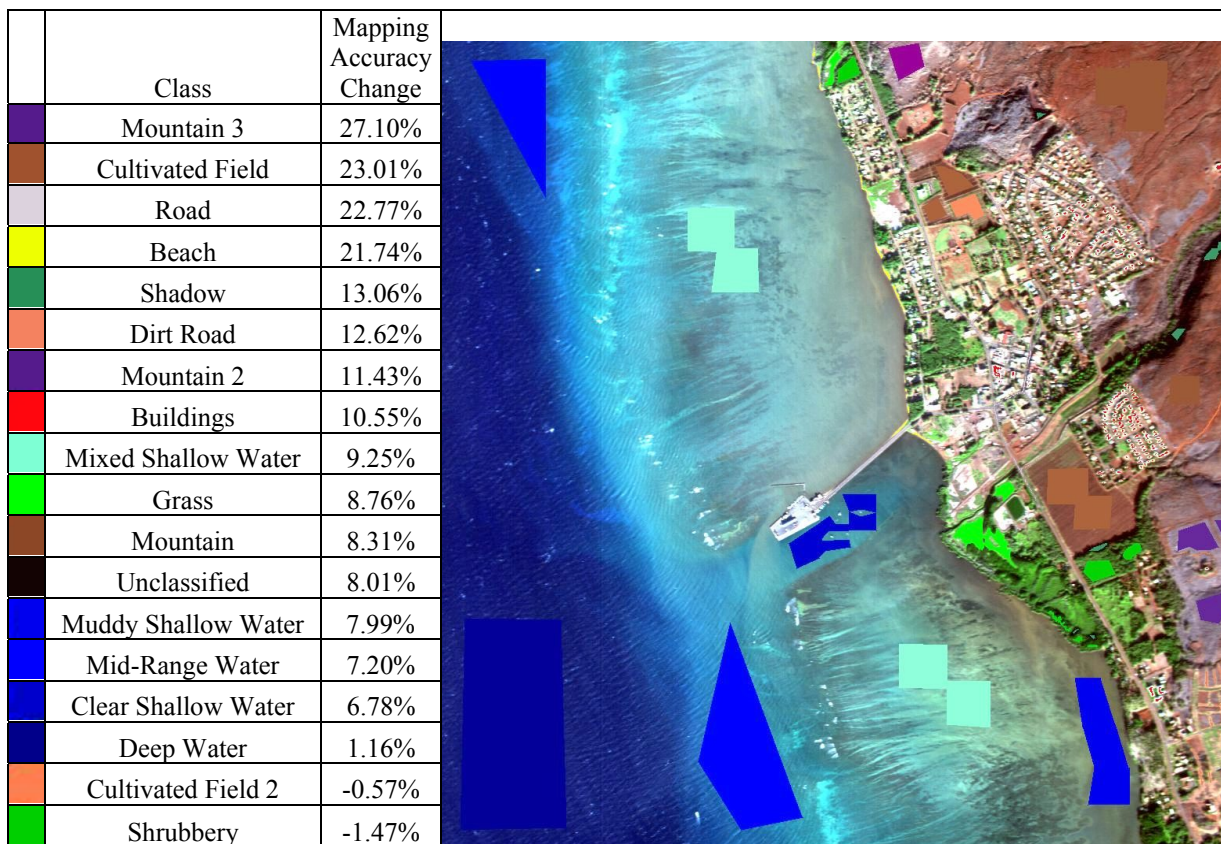 Class Mapping Accuracy Change
Mountain 3 27.10%
Cultivated Field 23.01%
Road 22.77%
Beach 21.74%
Shadow 13.06%
Dirt Road 12.62%
Mountain 2 11.43%
Buildings 10.55%
Mixed Shallow Water 9.25%
Grass 8.76%
Mountain 8.31%
Unclassified 8.01%
Muddy Shallow Water 7.99%
Mid-Range Water 7.20%
Clear Shallow Water 6.78%
Deep Water 1.16%
Cultivated Field 2 -0.57%
Shrubbery -1.47%